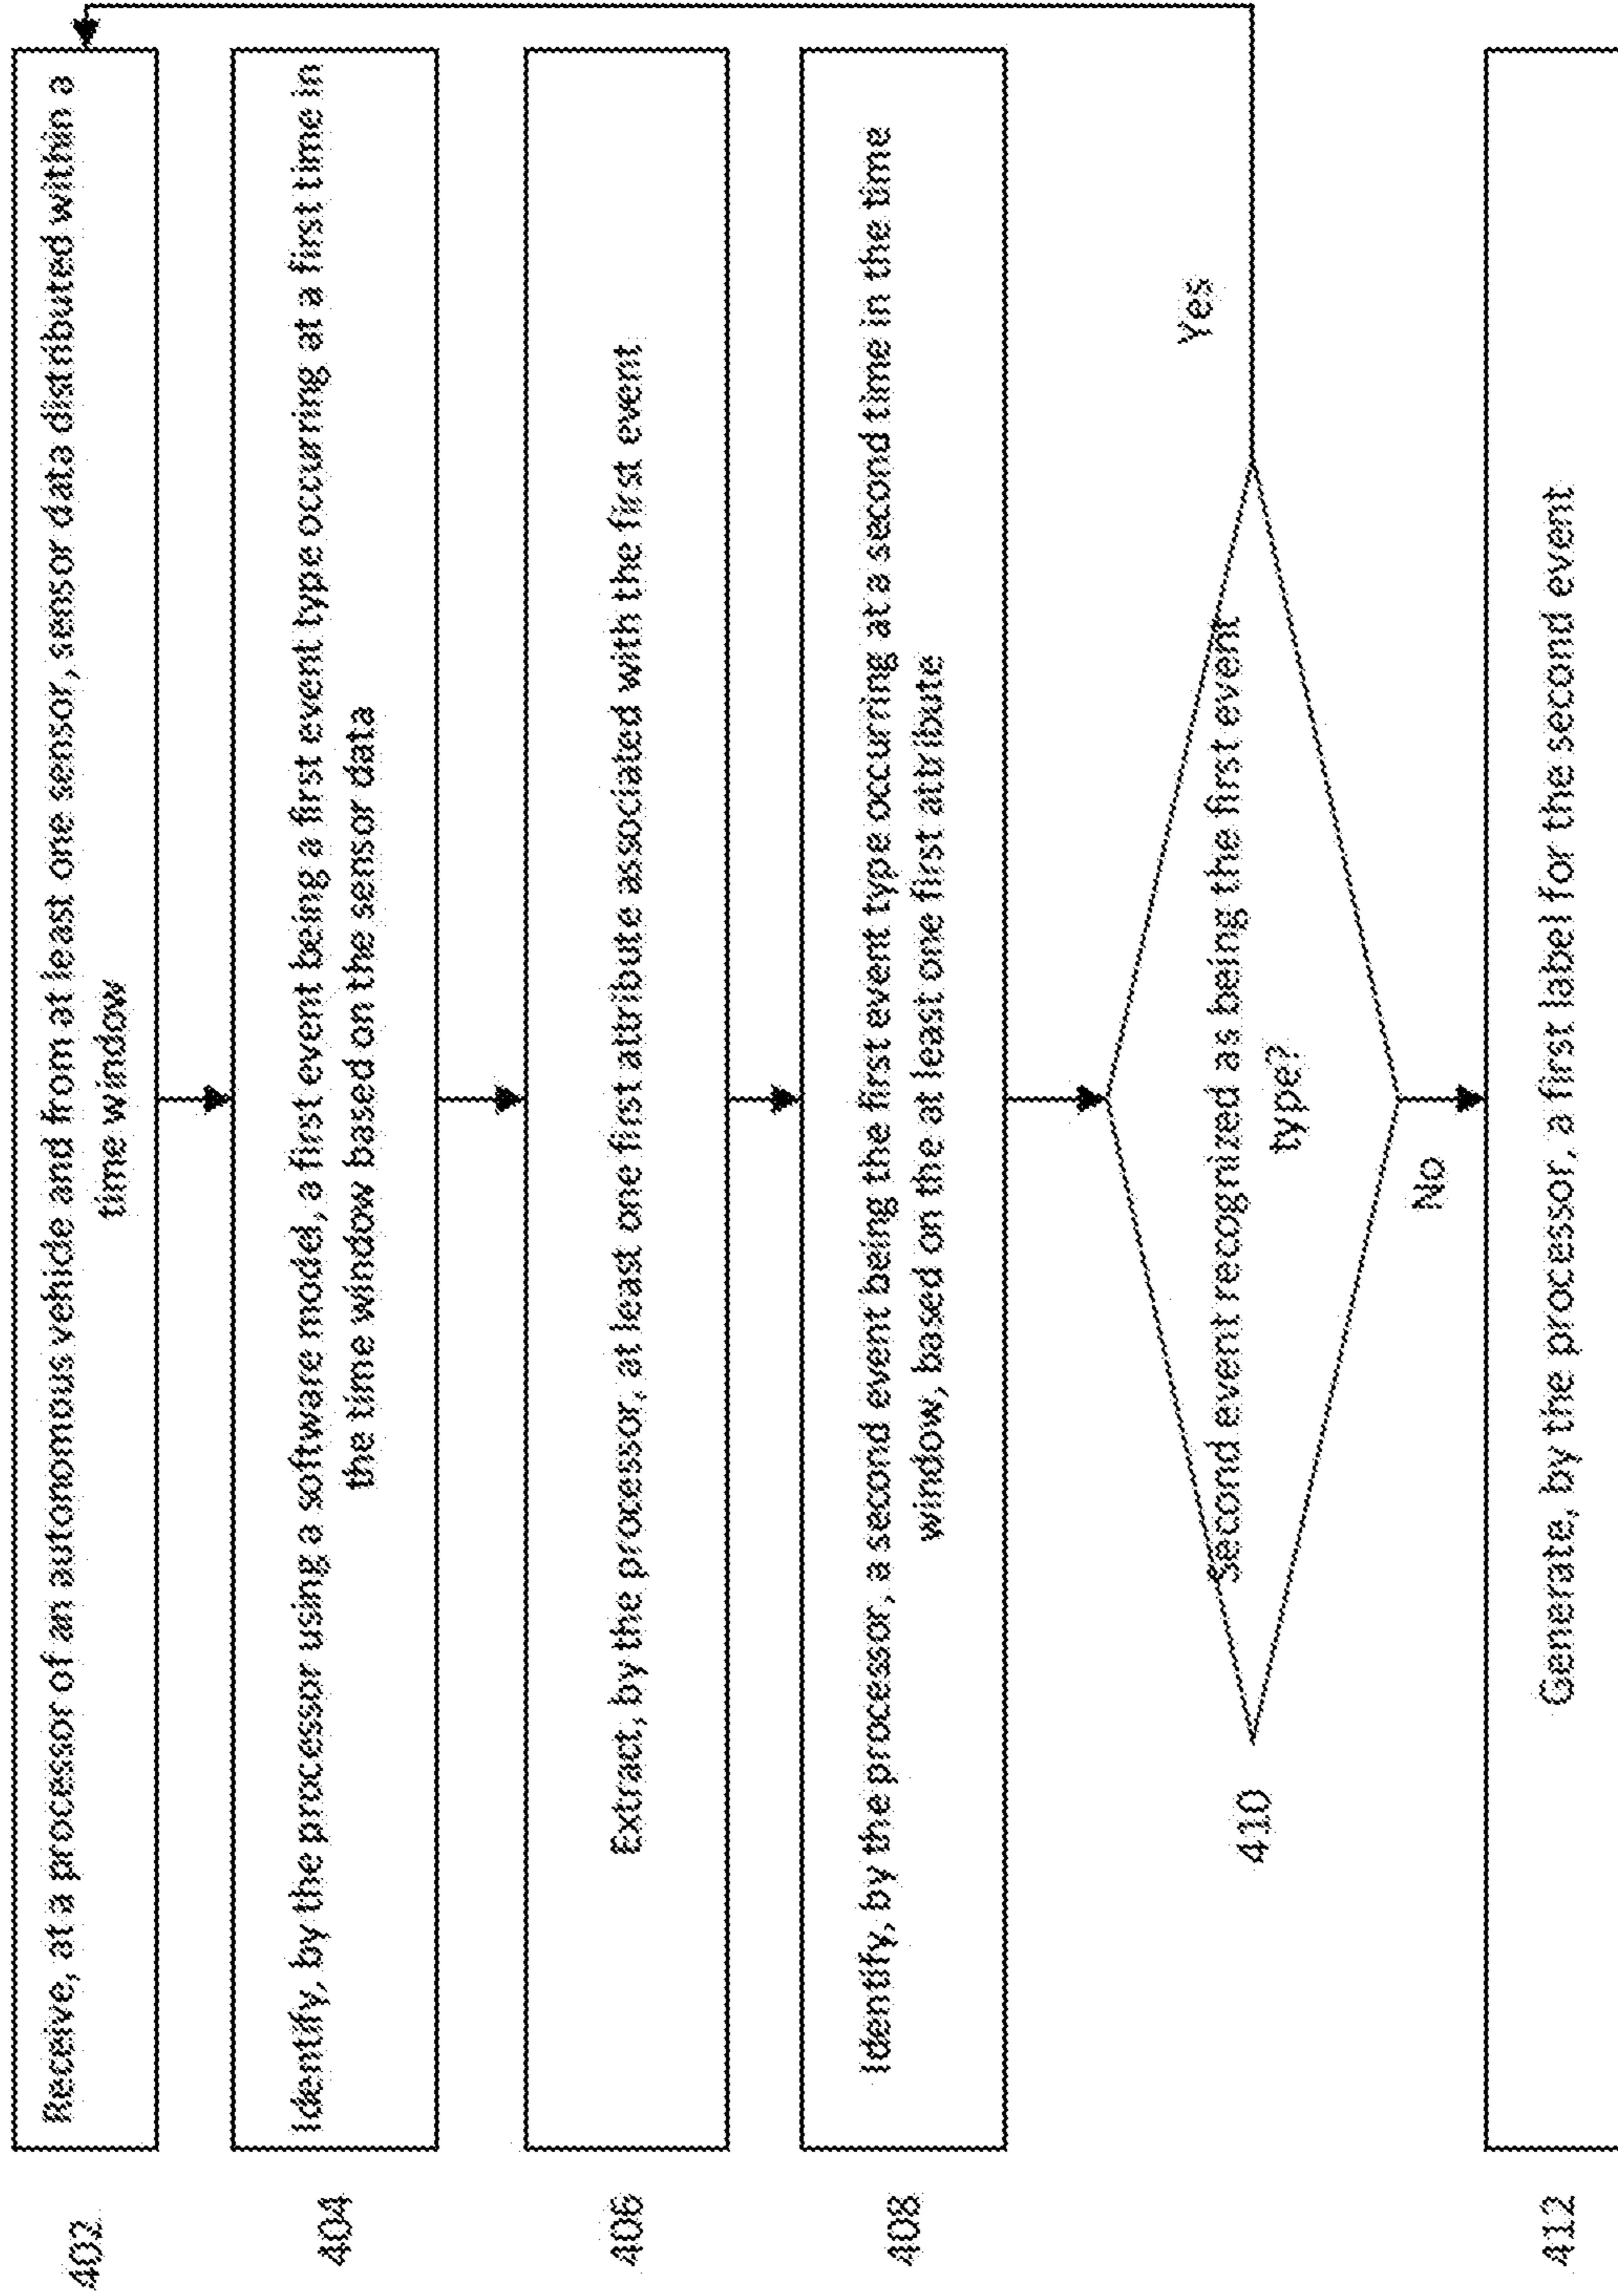 402
Receive, at a processor of an autonomous vehicle and from at least one sensor, sensor data distributed within a
time window
404
Identify, by the processor using a software model, a first event being a first event type occurring at a first time in
the time window based on the sensor data
406
Extract, by the processor, at least one first attribute associated with the first event
408
Identify, by the processor, a second event being the first event type occurring at a second time in the time
window, based on the at least one first attribute
410
Second event recognized as being the first event
type?
Yes
No
412
Generate, by the processor, a first label for the second event